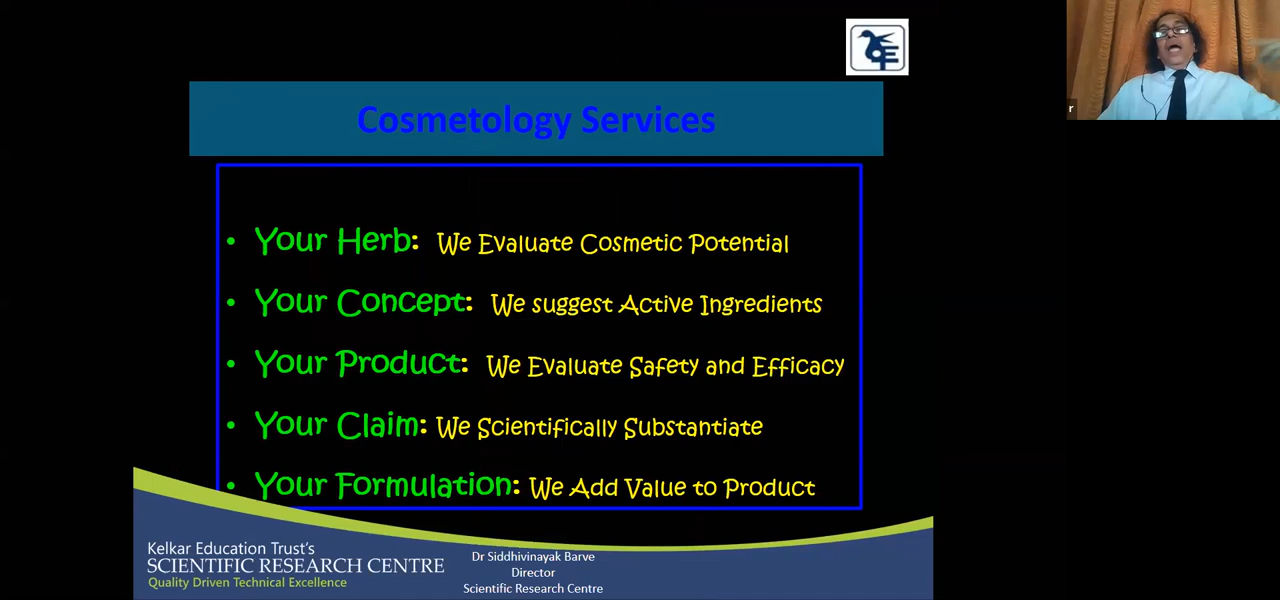 Cosmetology Services
• Your Herb: We Evaluate Cosmetic Potential
• Your Concept: We suggest Active Ingredients
• Your Product: We Evaluate Safety and Efficacy
• Your Claim: We Scientifically Substantiate
• Your Formulation: We Add Value to Product
Kelkar Education Trust's
SCIENTIFIC RESEARCH CENTRE
Quality Driven Technical Excellence
Dr Siddhivinayak Barve
Director
Scientific Research Centre
r